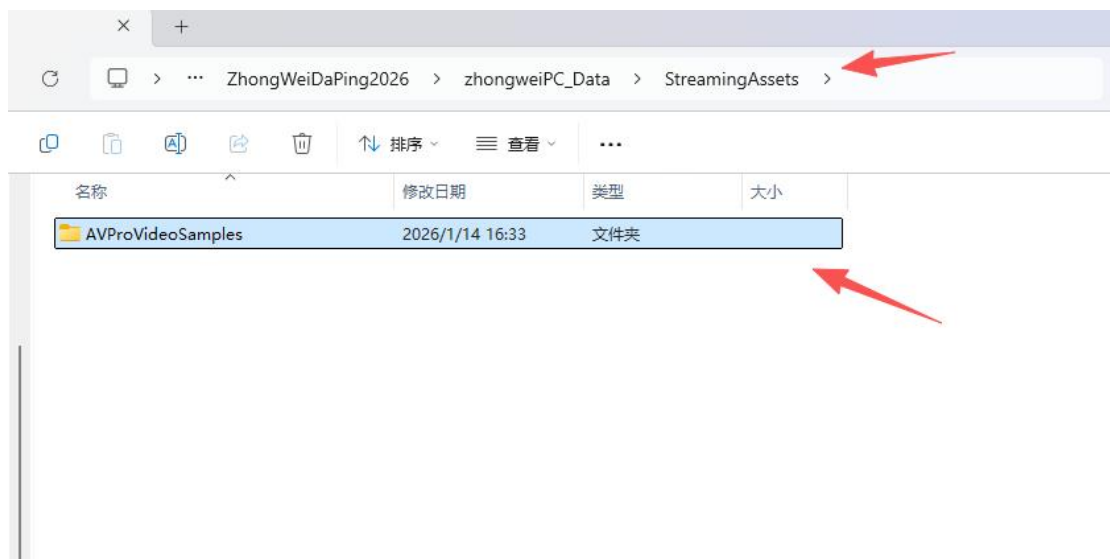 ZhongWeiDaPing2026 > zhongweiPC_Data > StreamingAssets >
排序 查看
名称 修改日期 类型 大小
AVProVideoSamples 2026/1/14 16:33 文件夹